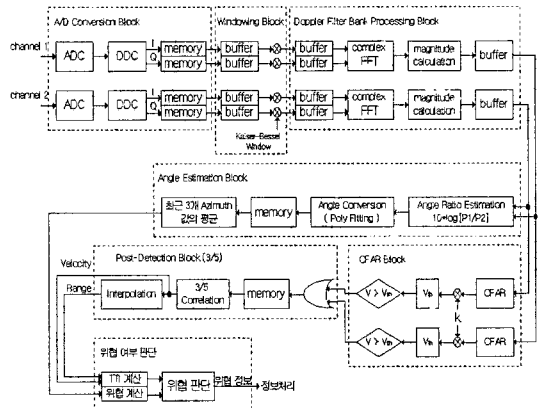 A/D Conversion Block
Windowing Block
Doppler Filter Bank Processing Block
channel 1
ADC
DDC
I
Q
memory
memory
buffer
buffer
buffer
buffer
complex
FFT
magnitude
calculation
buffer
channel 2
ADC
DDC
I
Q
memory
memory
buffer
buffer
buffer
buffer
complex
FFT
magnitude
calculation
buffer
Kaiser-Bessel
Window
Angle Estimation Block
최근 3개 Azimuth
값의 평균
memory
Angle Conversion
( Poly Fitting )
Angle Ratio Estimation
10*log[P1/P2]
Velocity
Range
Post-Detection Block (3/5)
Interpolation
3/5
Correlation
memory
CFAR Block
V > Vth
Vth
CFAR
K
V > Vth
Vth
CFAR
위협 여부 판단
TTI 계산
위협 계산
위협 판단
위협 정보
정보처리